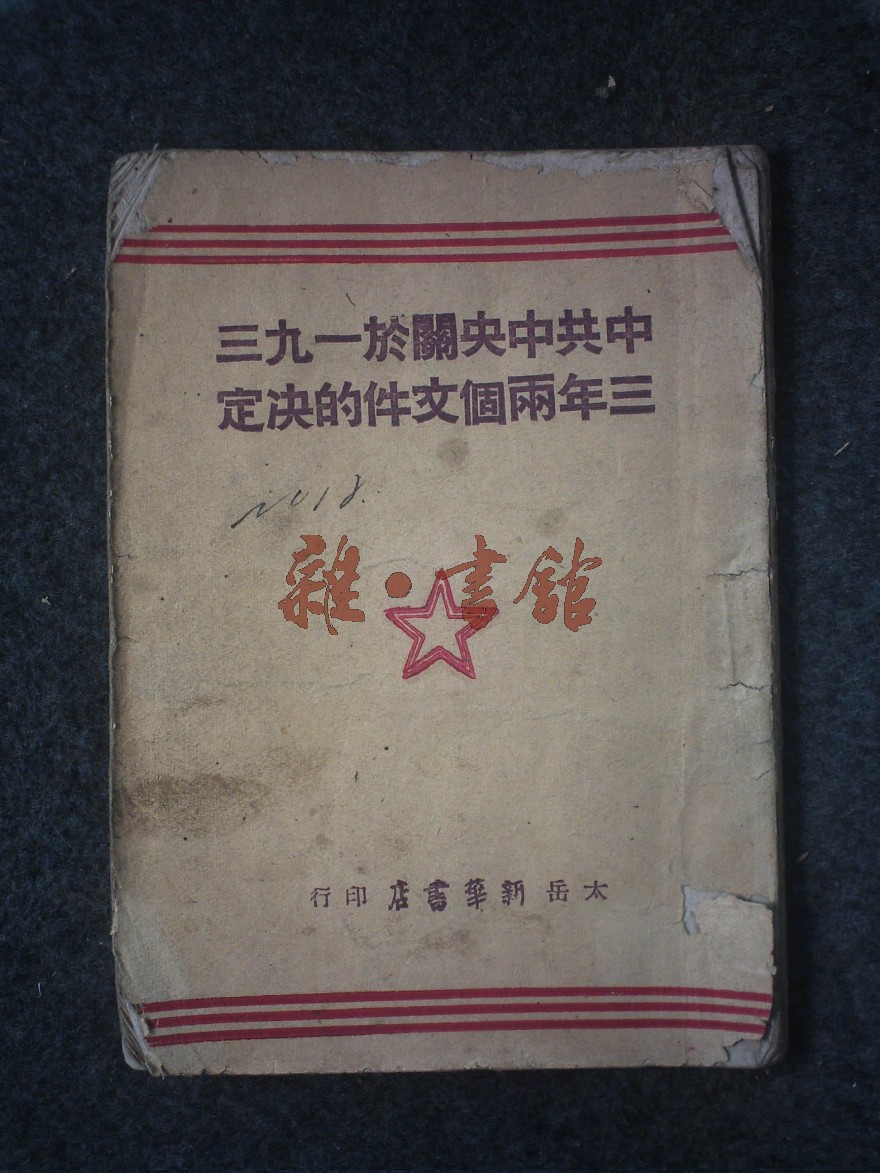 中共中央關於一九三
三年兩個文件的決定
雜·書館
太岳新華書店印行